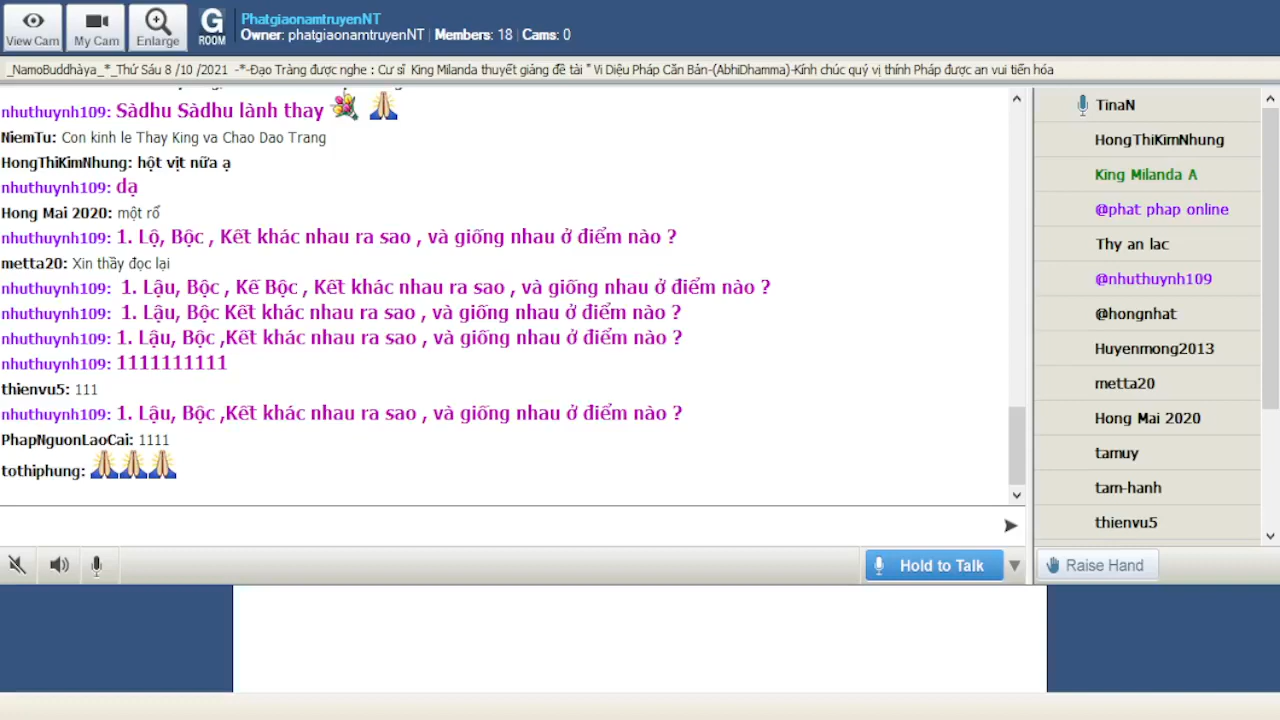 View Cam
My Cam
Enlarge
G
ROOM
PhatgiaonamtruyenNT
Owner: phatgiaonamtruyenNT | Members: 18 | Cams: 0
_NamoBuddhàya_*_Thứ Sáu 8 /10 /2021 -*-Đạo Tràng được nghe : Cư sĩ King Milanda thuyết giảng đề tài " Vi Diệu Pháp Căn Bản-(AbhiDhamma)-Kính chúc quý vị thính Pháp được an vui tiến hóa
nhuthuynh109: Sàdhu Sàdhu lành thay
NiemTu: Con kinh le Thay King va Chao Dao Trang
HongThiKimNhung: hột vịt nữa ạ
nhuthuynh109: dạ
Hong Mai 2020: một rổ
nhuthuynh109: 1. Lộ, Bộc , Kết khác nhau ra sao , và giống nhau ở điểm nào ?
metta20: Xin thầy đọc lại
nhuthuynh109: 1. Lậu, Bộc , Kế Bộc , Kết khác nhau ra sao , và giống nhau ở điểm nào ?
nhuthuynh109: 1. Lậu, Bộc Kết khác nhau ra sao , và giống nhau ở điểm nào ?
nhuthuynh109: 1. Lậu, Bộc ,Kết khác nhau ra sao , và giống nhau ở điểm nào ?
nhuthuynh109: 1111111111
thienvu5: 111
nhuthuynh109: 1. Lậu, Bộc ,Kết khác nhau ra sao , và giống nhau ở điểm nào ?
PhapNguonLaoCai: 1111
tothiphung:
TinaN
HongThiKimNhung
King Milanda A
@phat phap online
Thy an lac
@nhuthuynh109
@hongnhat
Huyenmong2013
metta20
Hong Mai 2020
tamuy
tam-hanh
thienvu5
Hold to Talk
Raise Hand